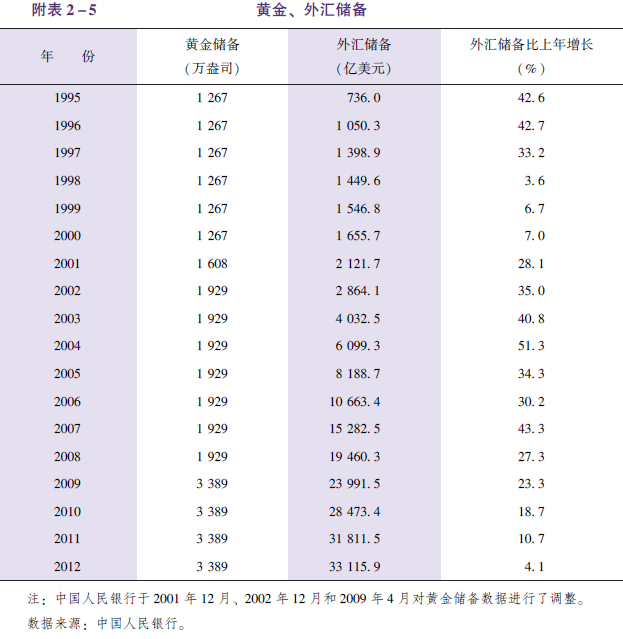 附表 2-5 黄金、外汇储备
年 份 黄金储备 (万盎司) 外汇储备 (亿美元) 外汇储备比上年增长 (%)
1995 1 267 736.0 42.6
1996 1 267 1 050.3 42.7
1997 1 267 1 398.9 33.2
1998 1 267 1 449.6 3.6
1999 1 267 1 546.8 6.7
2000 1 267 1 655.7 7.0
2001 1 608 2 121.7 28.1
2002 1 929 2 864.1 35.0
2003 1 929 4 032.5 40.8
2004 1 929 6 099.3 51.3
2005 1 929 8 188.7 34.3
2006 1 929 10 663.4 30.2
2007 1 929 15 282.5 43.3
2008 1 929 19 460.3 27.3
2009 3 389 23 991.5 23.3
2010 3 389 28 473.4 18.7
2011 3 389 31 811.5 10.7
2012 3 389 33 115.9 4.1
注：中国人民银行于 2001 年 12 月、2002 年 12 月和 2009 年 4 月对黄金储备数据进行了调整。
数据来源：中国人民银行。